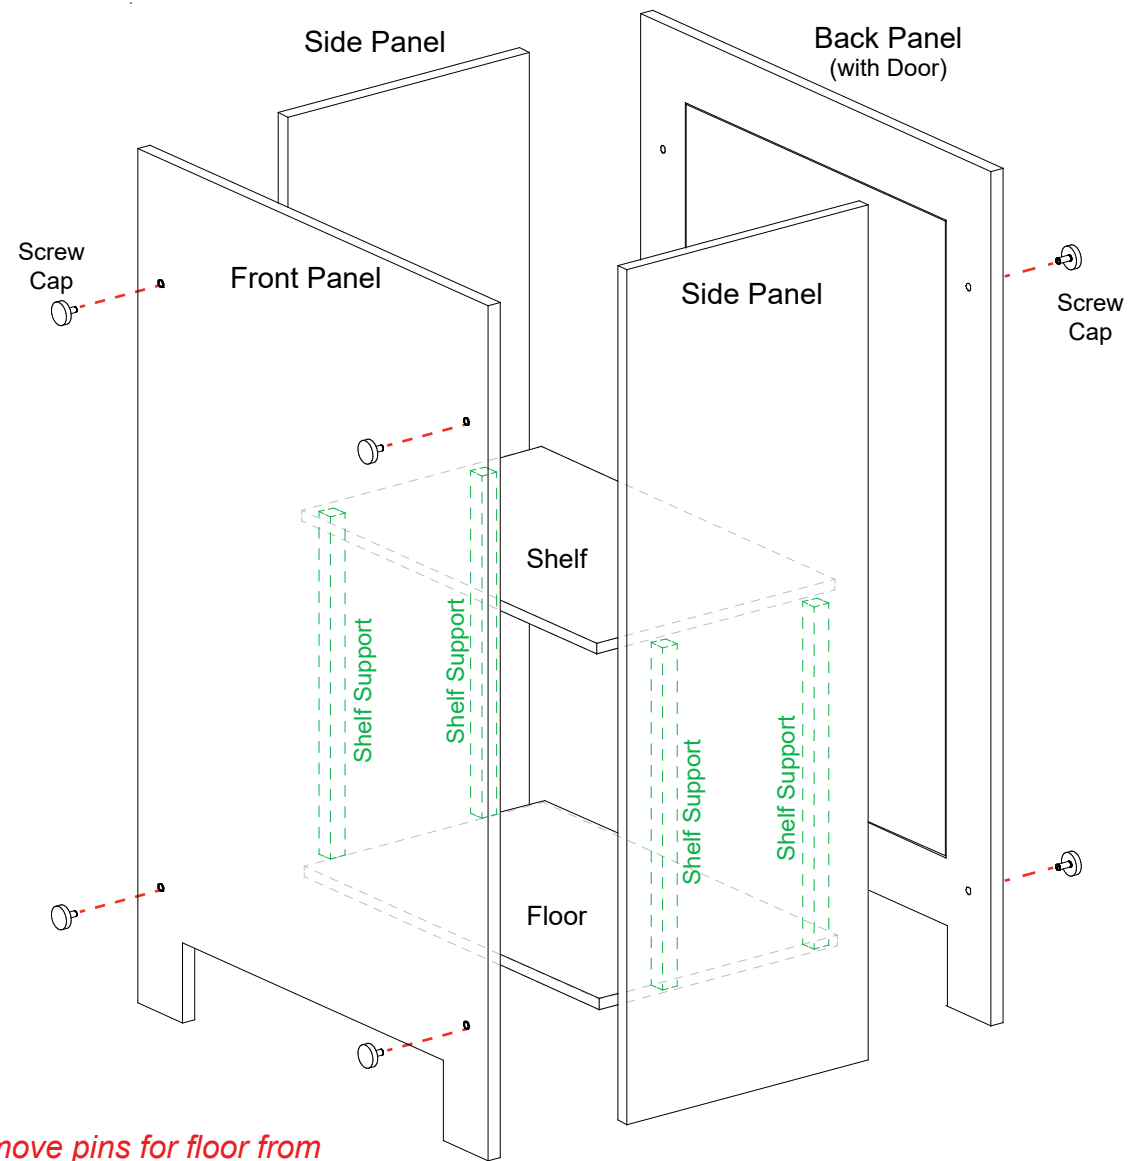 Side Panel
Back Panel
(with Door)
Screw
Cap
Front Panel
Side Panel
Screw
Cap
Shelf
Shelf Support
Shelf Support
Shelf Support
Shelf Support
Floor
pins for floor from